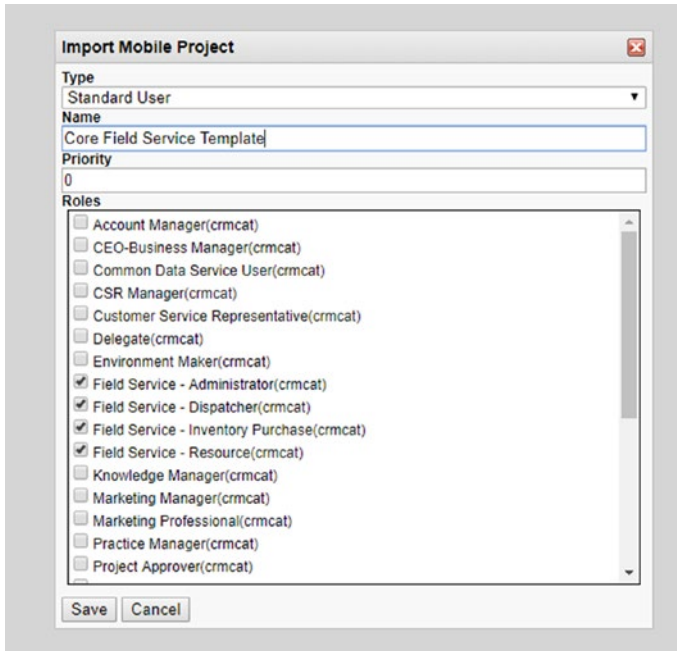 Import Mobile Project
Type
Standard User
Name
Core Field Service Template
Priority
0
Roles
Account Manager(crmcat)
CEO-Business Manager(crmcat)
Common Data Service User(crmcat)
CSR Manager(crmcat)
Customer Service Representative(crmcat)
Delegate(crmcat)
Environment Maker(crmcat)
Field Service - Administrator(crmcat)
Field Service - Dispatcher(crmcat)
Field Service - Inventory Purchase(crmcat)
Field Service - Resource(crmcat)
Knowledge Manager(crmcat)
Marketing Manager(crmcat)
Marketing Professional(crmcat)
Practice Manager(crmcat)
Project Approver(crmcat)
Save Cancel